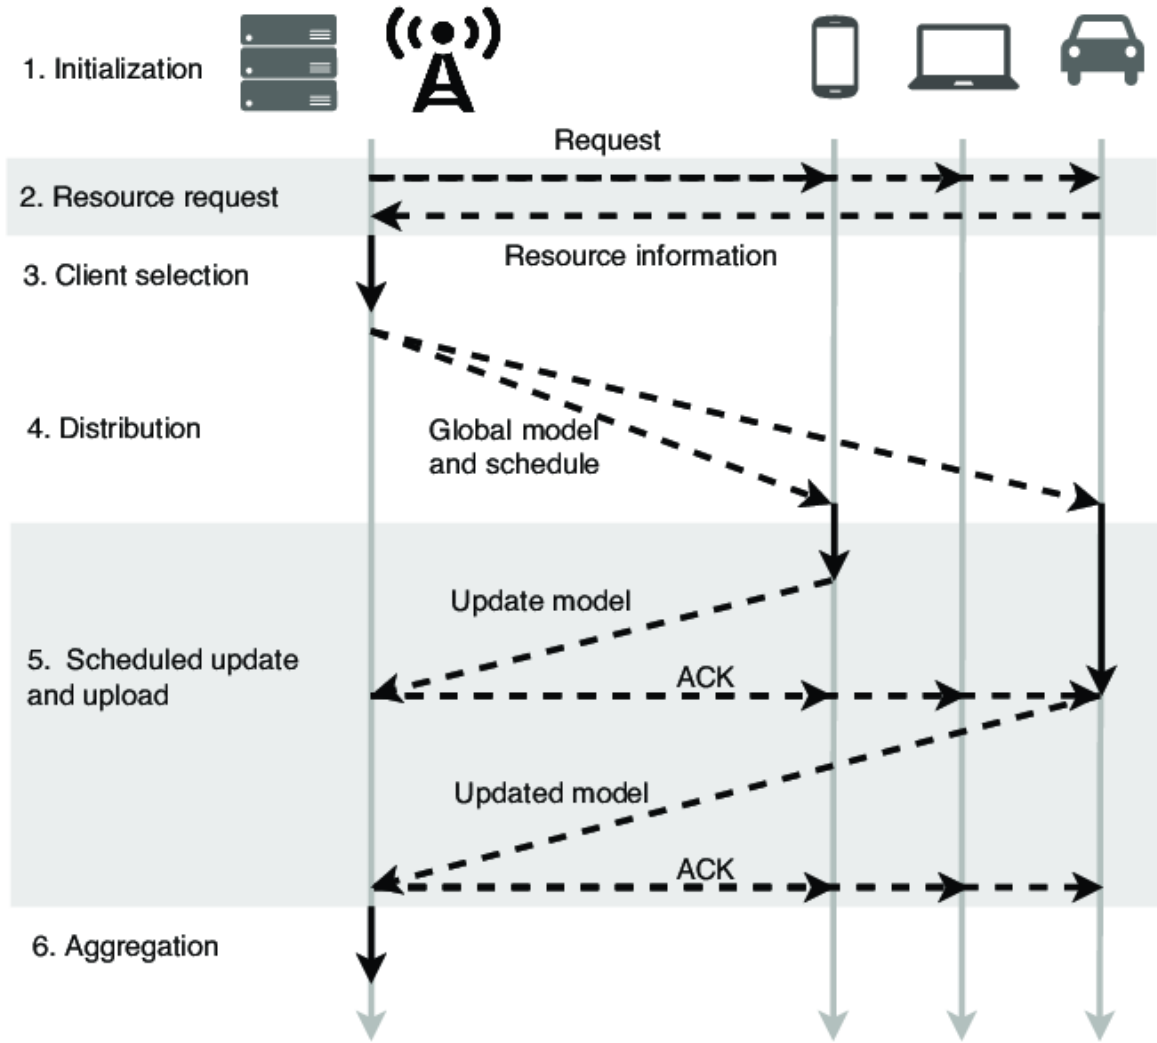 1. Initialization
Request
2. Resource request
Resource information
3. Client selection
4. Distribution
Global model
and schedule
Update model
5. Scheduled update
and upload
ACK
Updated model
ACK
6. Aggregation